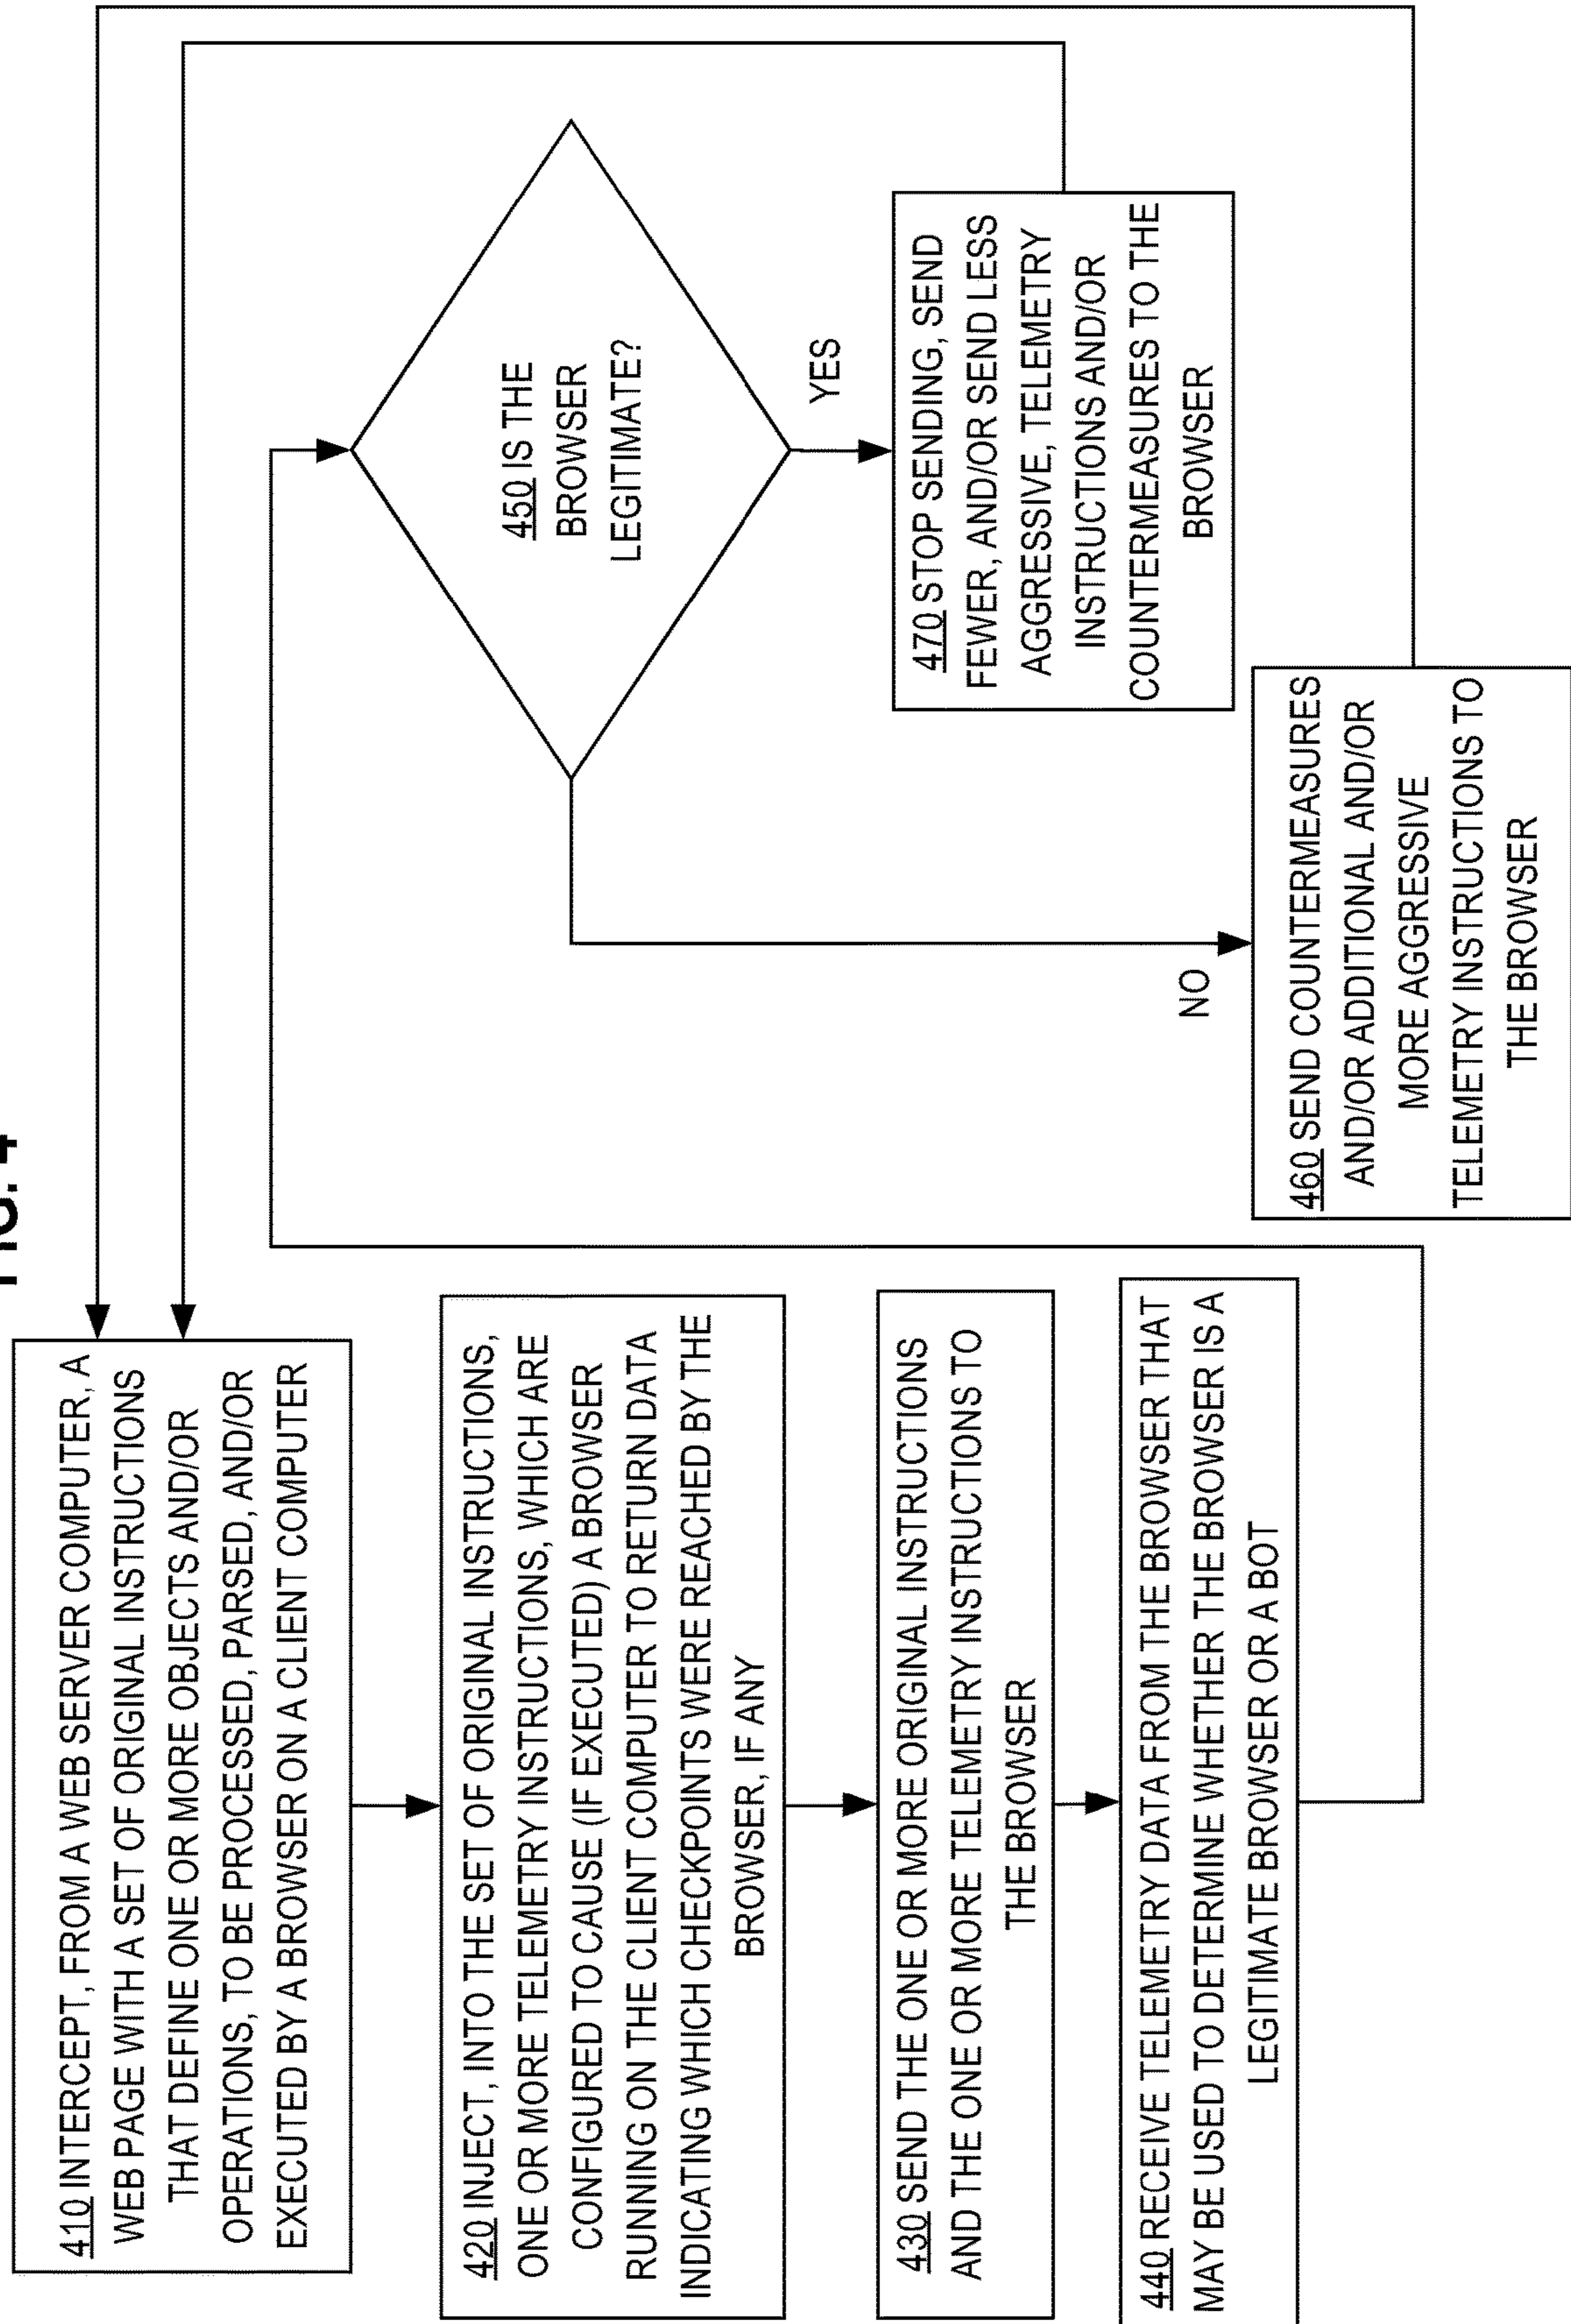 FIG. 4
410 INTERCEPT, FROM A WEB SERVER COMPUTER, A
WEB PAGE WITH A SET OF ORIGINAL INSTRUCTIONS
THAT DEFINE ONE OR MORE OBJECTS AND/OR
OPERATIONS, TO BE PROCESSED, PARSED, AND/OR
EXECUTED BY A BROWSER ON A CLIENT COMPUTER
420 INJECT, INTO THE SET OF ORIGINAL INSTRUCTIONS,
ONE OR MORE TELEMETRY INSTRUCTIONS, WHICH ARE
CONFIGURED TO CAUSE (IF EXECUTED) A BROWSER
RUNNING ON THE CLIENT COMPUTER TO RETURN DATA
INDICATING WHICH CHECKPOINTS WERE REACHED BY THE
BROWSER, IF ANY
430 SEND THE ONE OR MORE ORIGINAL INSTRUCTIONS
AND THE ONE OR MORE TELEMETRY INSTRUCTIONS TO
THE BROWSER
440 RECEIVE TELEMETRY DATA FROM THE BROWSER THAT
MAY BE USED TO DETERMINE WHETHER THE BROWSER IS A
LEGITIMATE BROWSER OR A BOT
450 IS THE
BROWSER
LEGITIMATE?
YES
470 STOP SENDING, SEND
FEWER, AND/OR SEND LESS
AGGRESSIVE, TELEMETRY
INSTRUCTIONS AND/OR
COUNTERMEASURES TO THE
BROWSER
NO
460 SEND COUNTERMEASURES
AND/OR ADDITIONAL AND/OR
MORE AGGRESSIVE
TELEMETRY INSTRUCTIONS TO
THE BROWSER